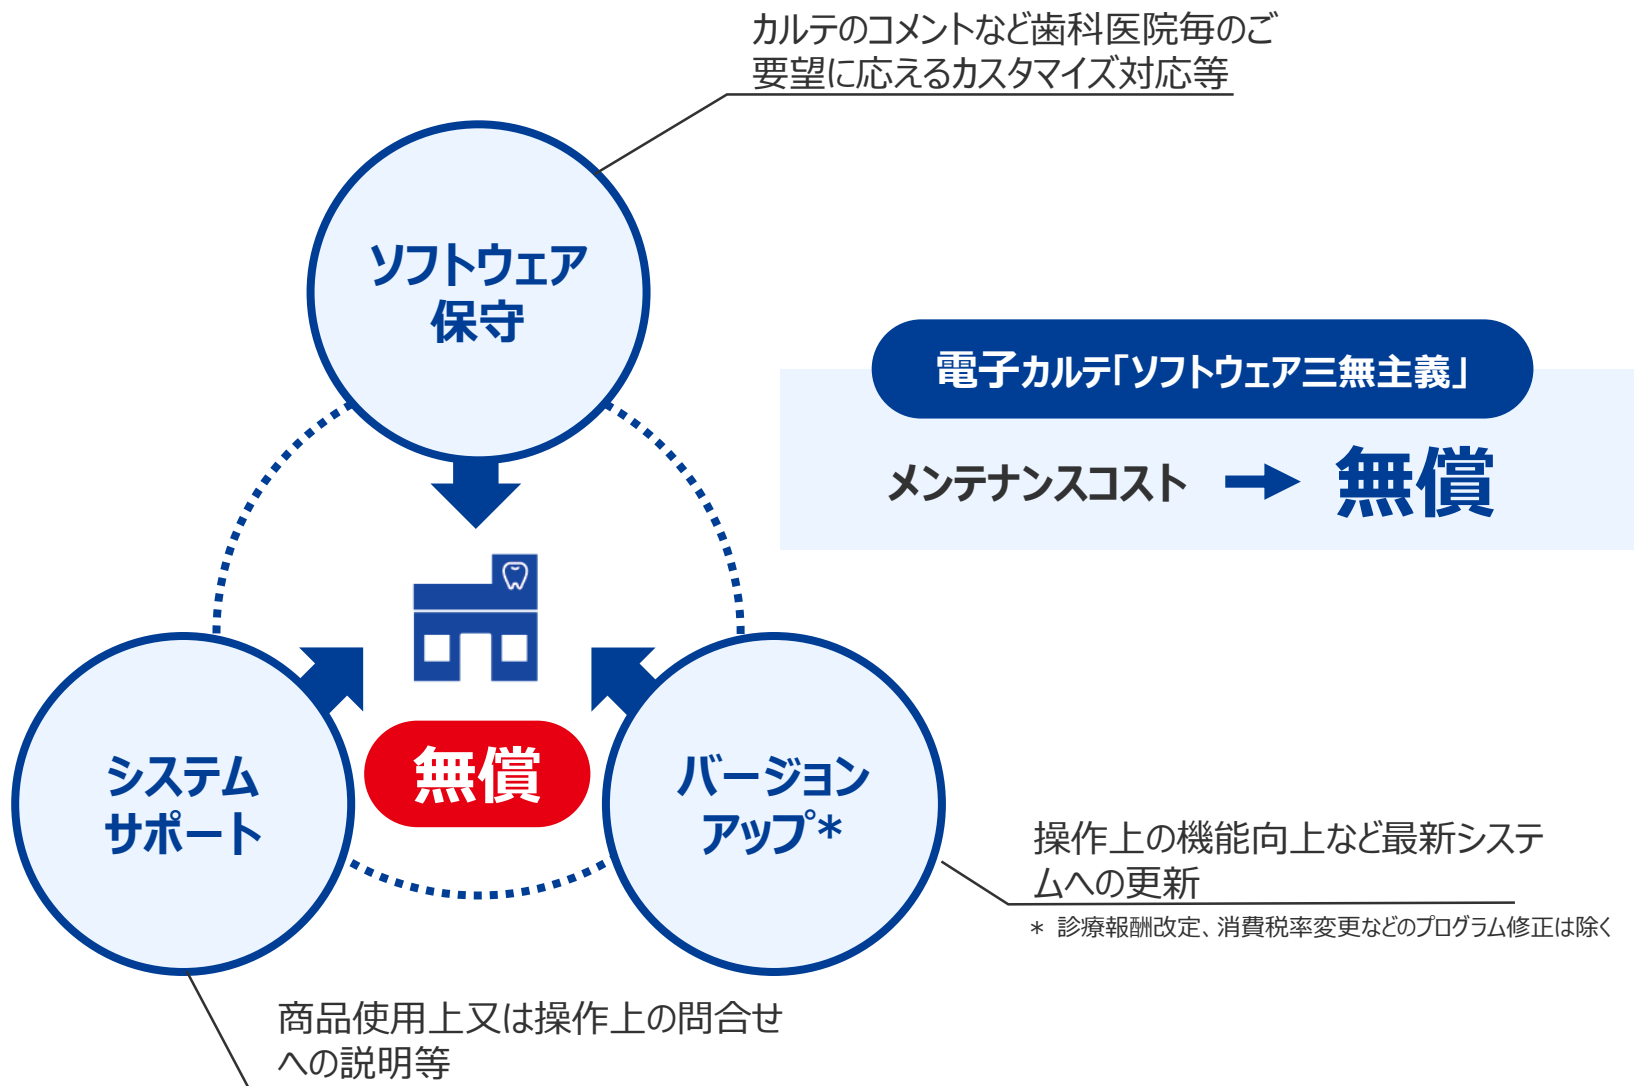 カルテのコメントなど歯科医院毎のご
要望に応えるカスタマイズ対応等
ソフトウェア
保守
電子カルテ「ソフトウェア三無主義」
メンテナンスコスト → 無償
システム
サポート
無償
バージョン
アップ*
操作上の機能向上など最新システ
ムへの更新
* 診療報酬改定、消費税率変更などのプログラム修正は除く
商品使用上又は操作上の問合せ
への説明等